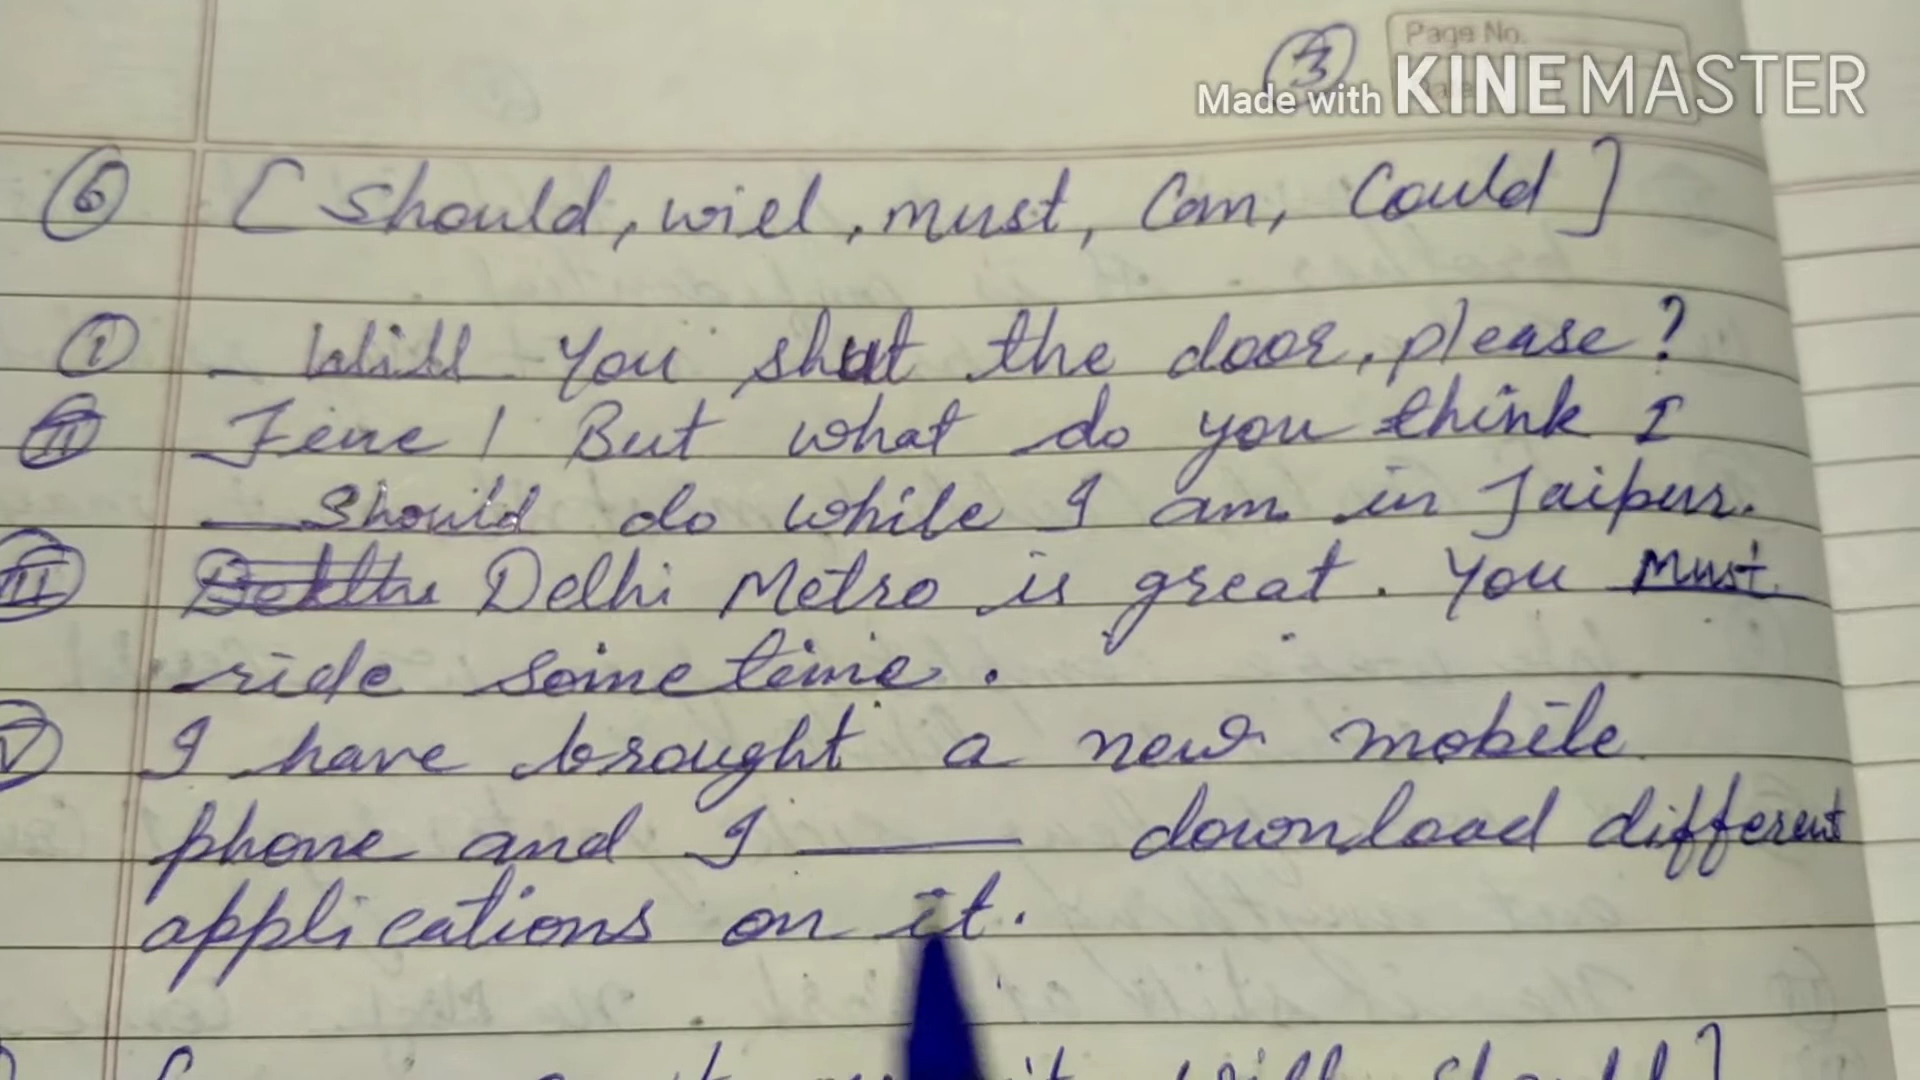 3 Page No.
Made with KINEMASTER
6 [Should, will, must, Can, Could]
I Will You shut the door, please?
II Fine! But what do you think I
Should do while I am in Jaipur.
III Delhi Metro is great. You Must
ride sometime.
I have brought a new mobile
phone and I ______ download different
applications on it.